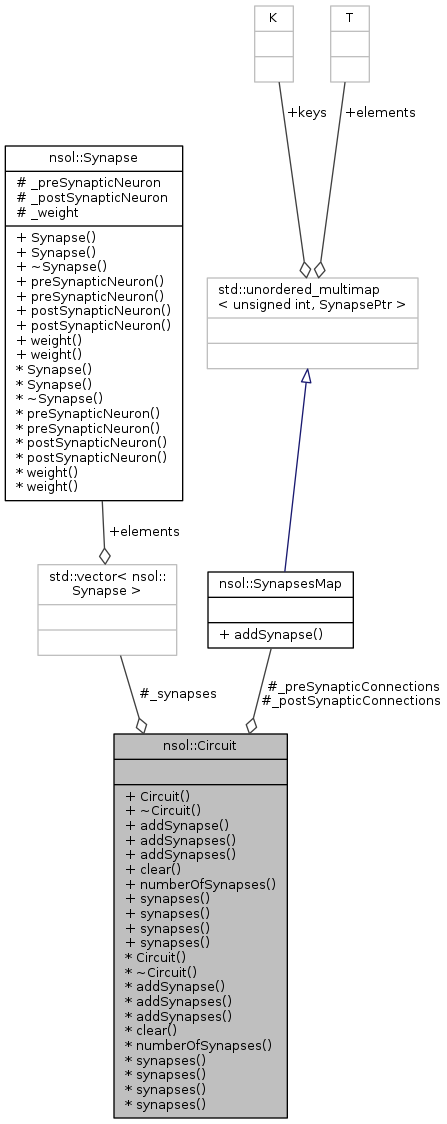 K
T
+keys
+elements
nsol::Synapse
# _preSynapticNeuron
# _postSynapticNeuron
# _weight
+ Synapse()
+ Synapse()
+ ~Synapse()
+ preSynapticNeuron()
+ preSynapticNeuron()
+ postSynapticNeuron()
+ postSynapticNeuron()
+ weight()
+ weight()
* Synapse()
* Synapse()
* ~Synapse()
* preSynapticNeuron()
* preSynapticNeuron()
* postSynapticNeuron()
* postSynapticNeuron()
* weight()
* weight()
std::unordered_multimap
< unsigned int, SynapsePtr >
+elements
std::vector< nsol::
Synapse >
nsol::SynapsesMap
+ addSynapse()
#_synapses
#_preSynapticConnections
#_postSynapticConnections
nsol::Circuit
+ Circuit()
+ ~Circuit()
+ addSynapse()
+ addSynapses()
+ addSynapses()
+ clear()
+ numberOfSynapses()
+ synapses()
+ synapses()
+ synapses()
+ synapses()
* Circuit()
* ~Circuit()
* addSynapse()
* addSynapses()
* addSynapses()
* clear()
* numberOfSynapses()
* synapses()
* synapses()
* synapses()
* synapses()